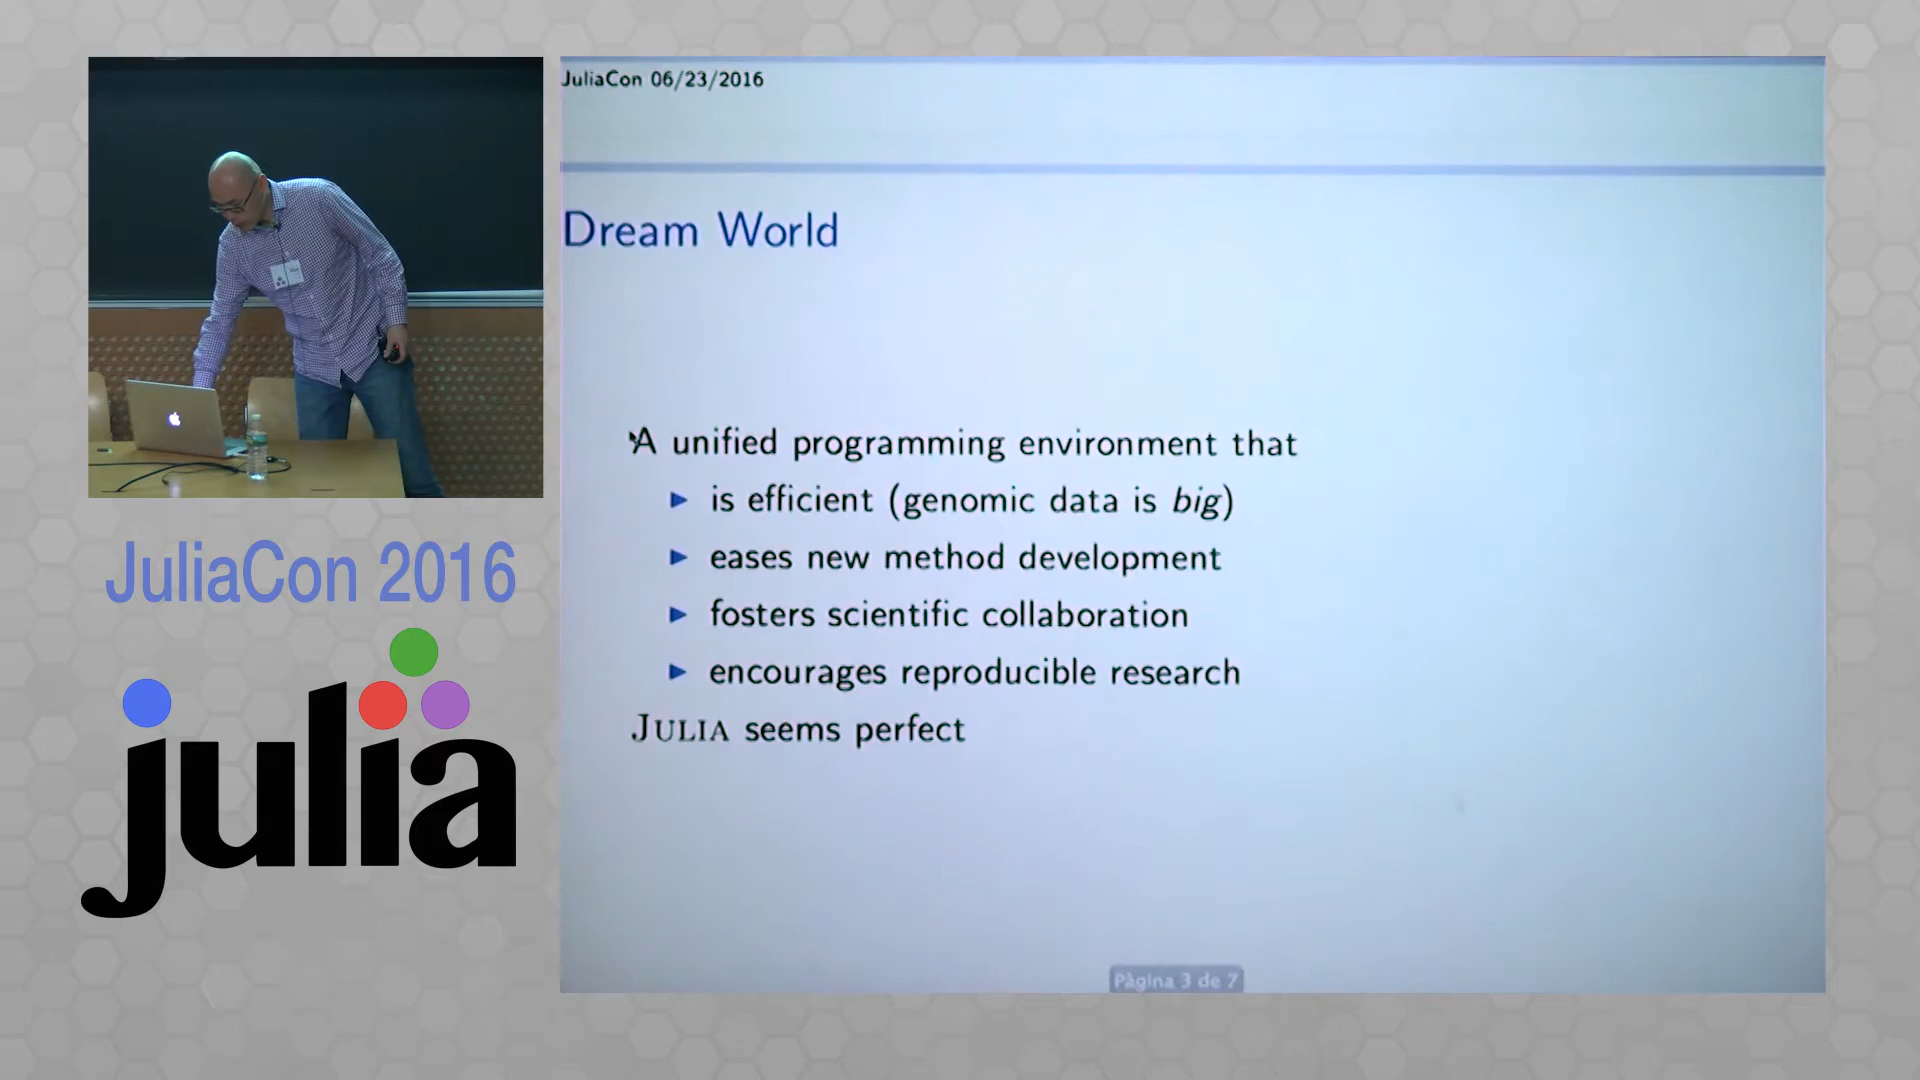 JuliaCon 06/23/2016
Dream World
A unified programming environment that
is efficient (genomic data is big)
eases new method development
fosters scientific collaboration
encourages reproducible research
JULIA seems perfect
Pàgina 3 de 7
JuliaCon 2016
julia